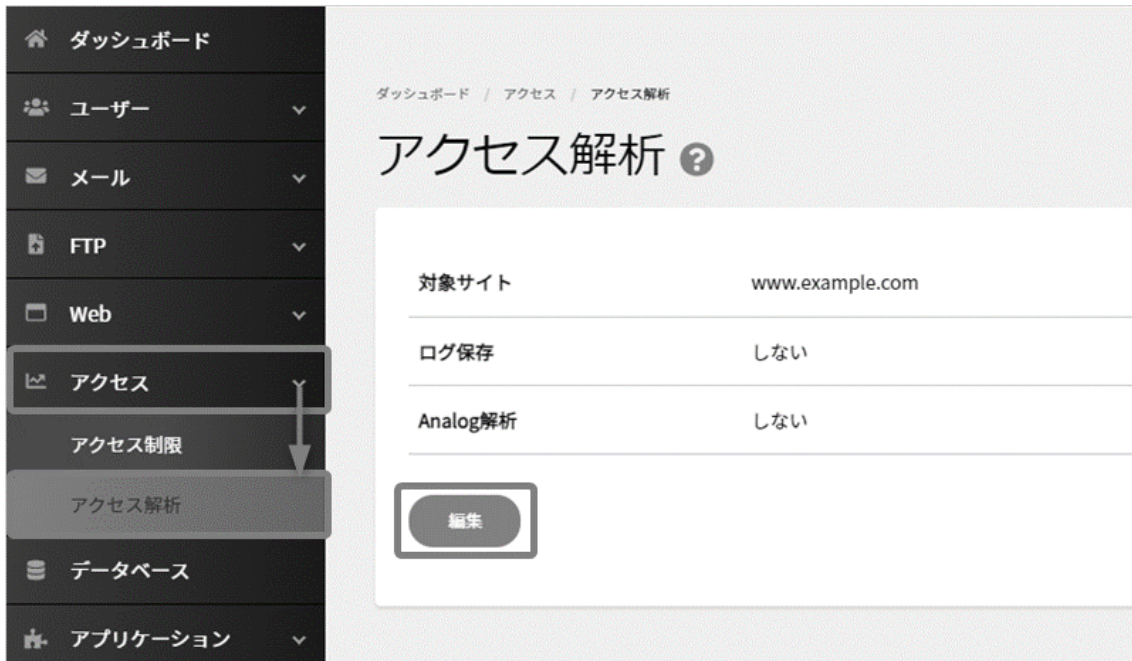 ダッシュボード
ユーザー
メール
FTP
Web
アクセス
アクセス制限
アクセス解析
データベース
アプリケーション
ダッシュボード / アクセス / アクセス解析
アクセス解析 ?
対象サイト www.example.com
ログ保存 しない
Analog解析 しない
編集